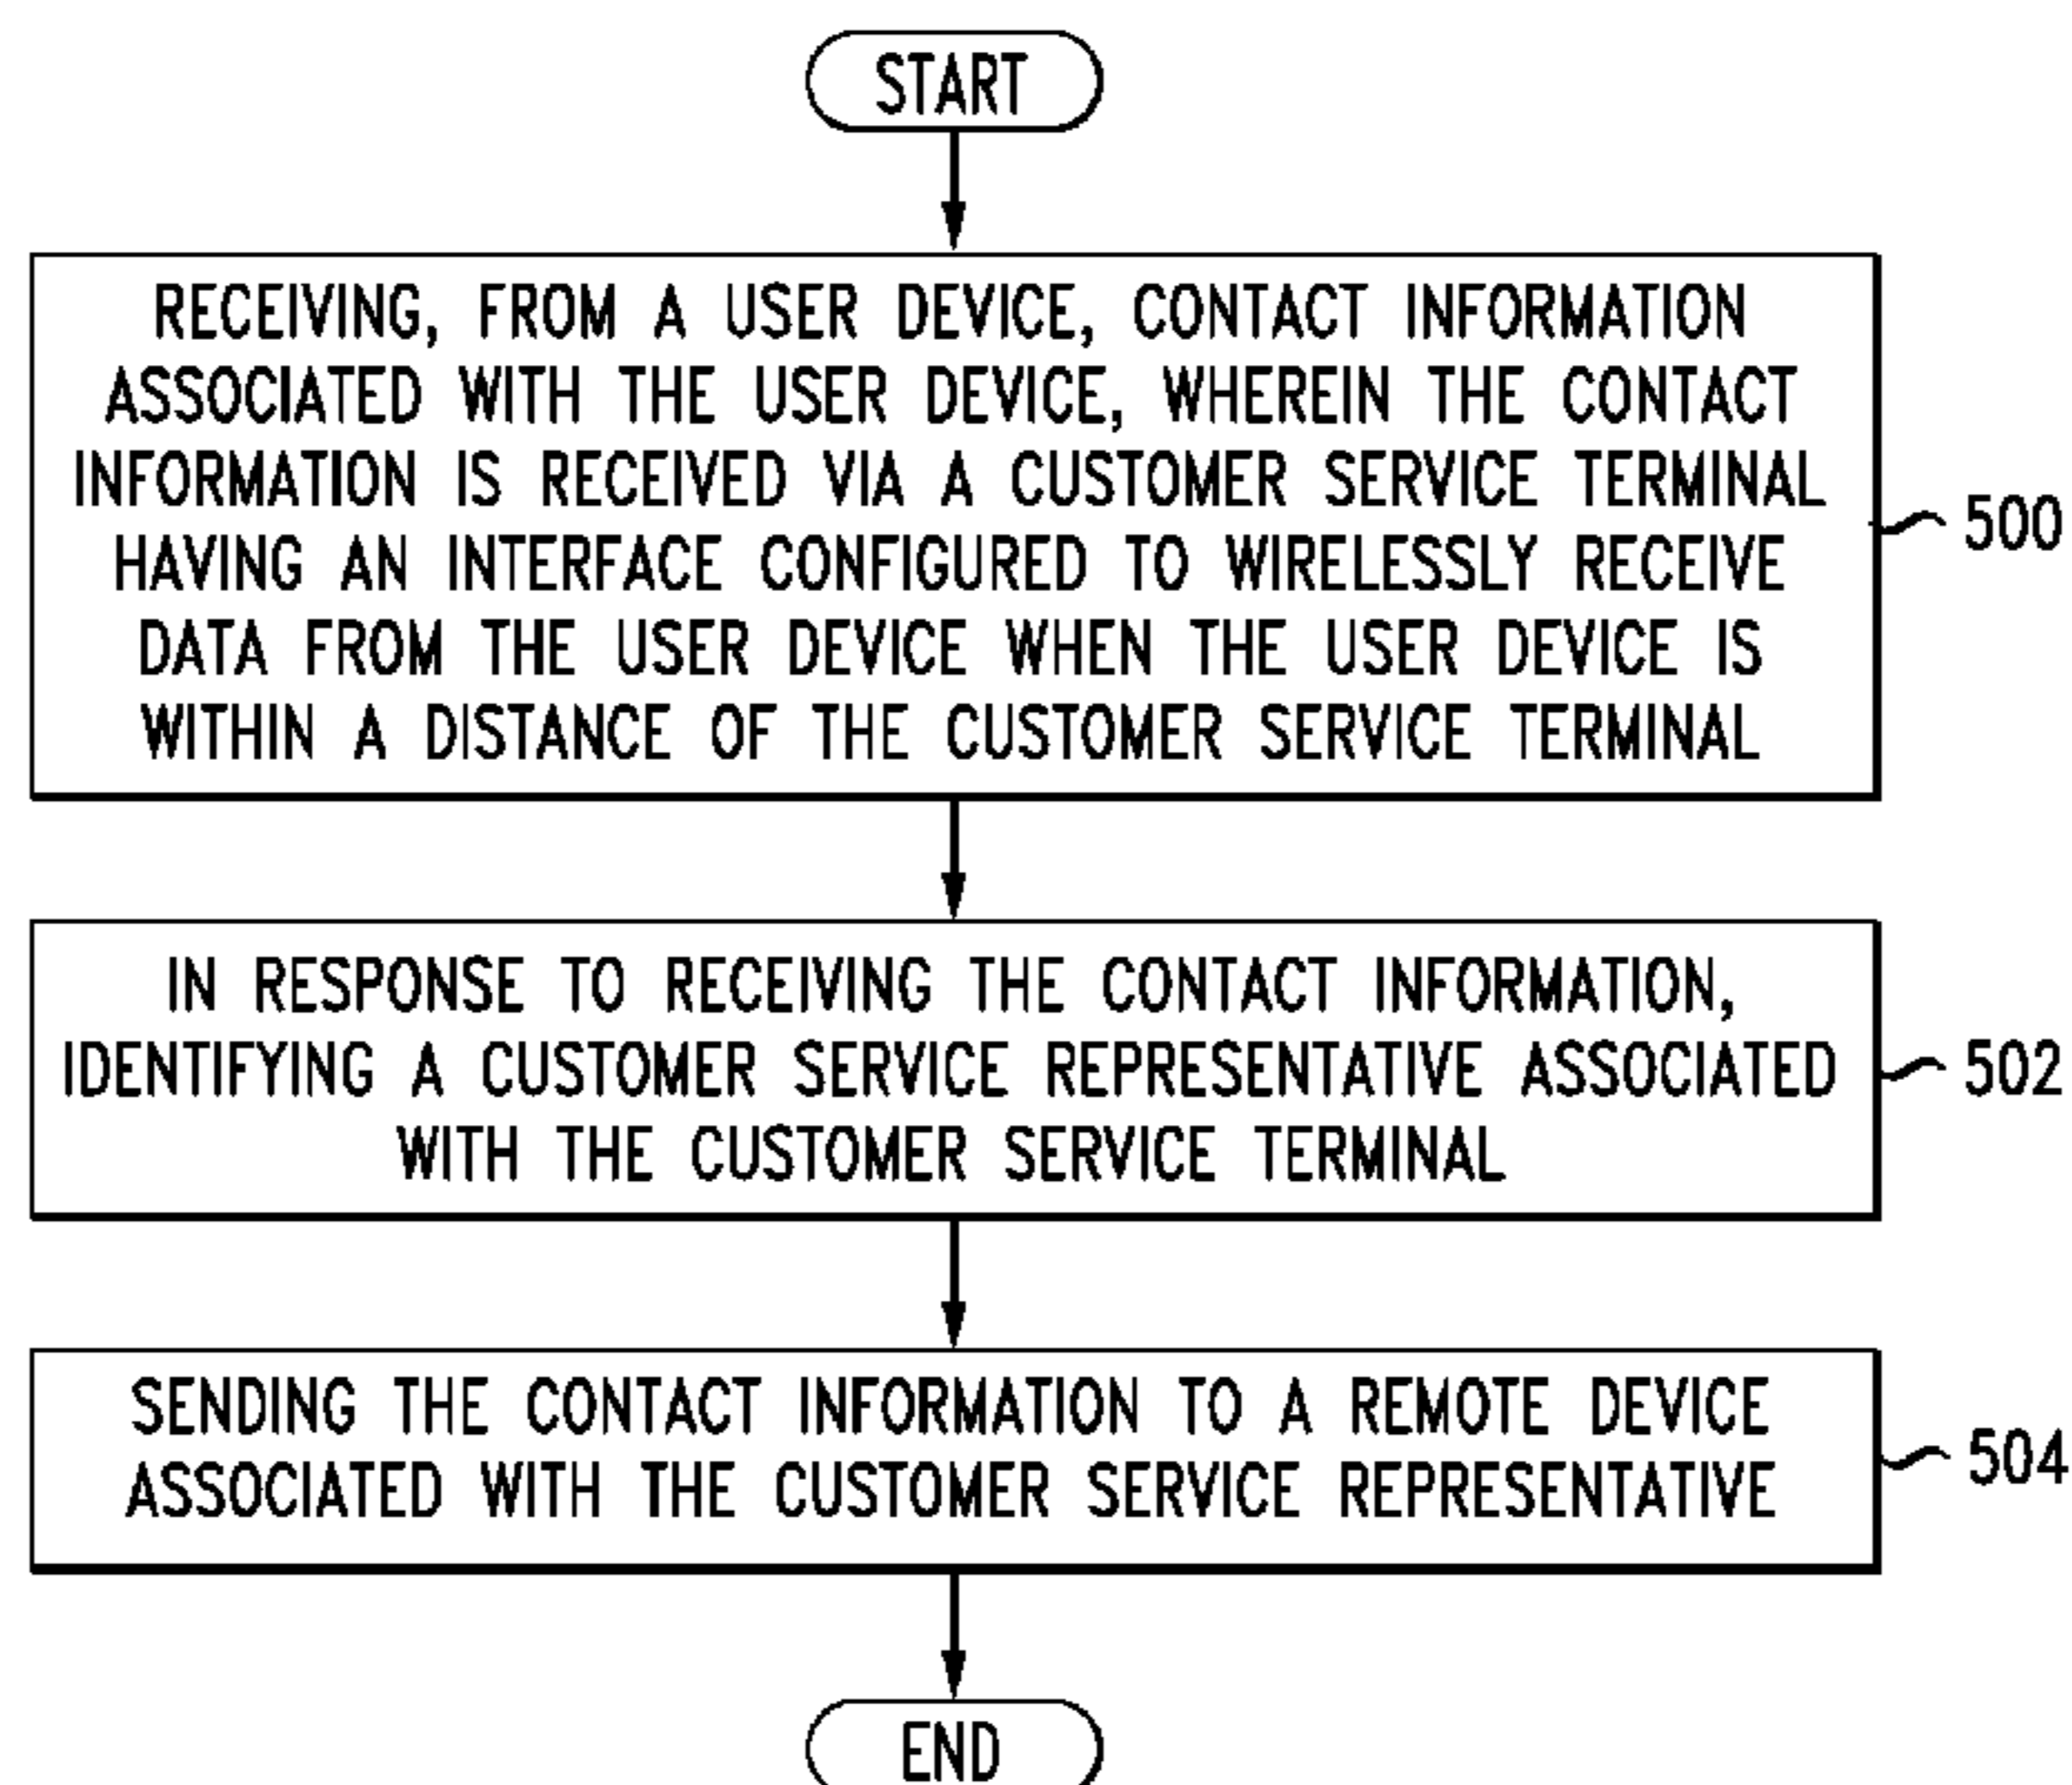 START
RECEIVING, FROM A USER DEVICE, CONTACT INFORMATION
ASSOCIATED WITH THE USER DEVICE, WHEREIN THE CONTACT
INFORMATION IS RECEIVED VIA A CUSTOMER SERVICE TERMINAL
HAVING AN INTERFACE CONFIGURED TO WIRELESSLY RECEIVE
DATA FROM THE USER DEVICE WHEN THE USER DEVICE IS
WITHIN A DISTANCE OF THE CUSTOMER SERVICE TERMINAL
500
IN RESPONSE TO RECEIVING THE CONTACT INFORMATION,
IDENTIFYING A CUSTOMER SERVICE REPRESENTATIVE ASSOCIATED
WITH THE CUSTOMER SERVICE TERMINAL
502
SENDING THE CONTACT INFORMATION TO A REMOTE DEVICE
ASSOCIATED WITH THE CUSTOMER SERVICE REPRESENTATIVE
504
END